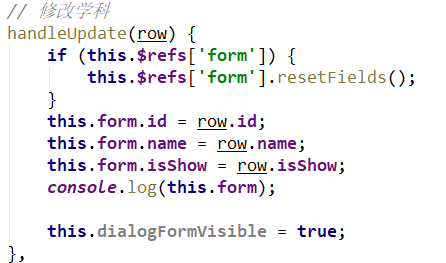 // 修改学科
handleUpdate(row) {
    if (this.$refs['form']) {
        this.$refs['form'].resetFields();
    }
    this.form.id = row.id;
    this.form.name = row.name;
    this.form.isShow = row.isShow;
    console.log(this.form);

    this.dialogFormVisible = true;
},